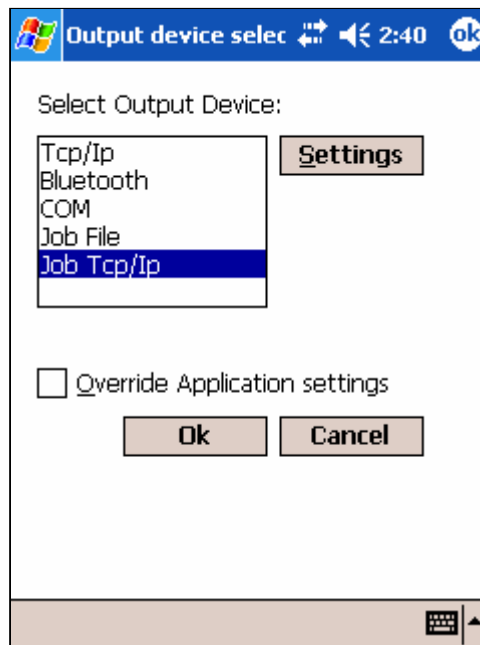 Output device selec 2:40 ok
Select Output Device:
Tcp/Ip
Settings
Bluetooth
COM
Job File
Job Tcp/Ip
Override Application settings
Ok Cancel